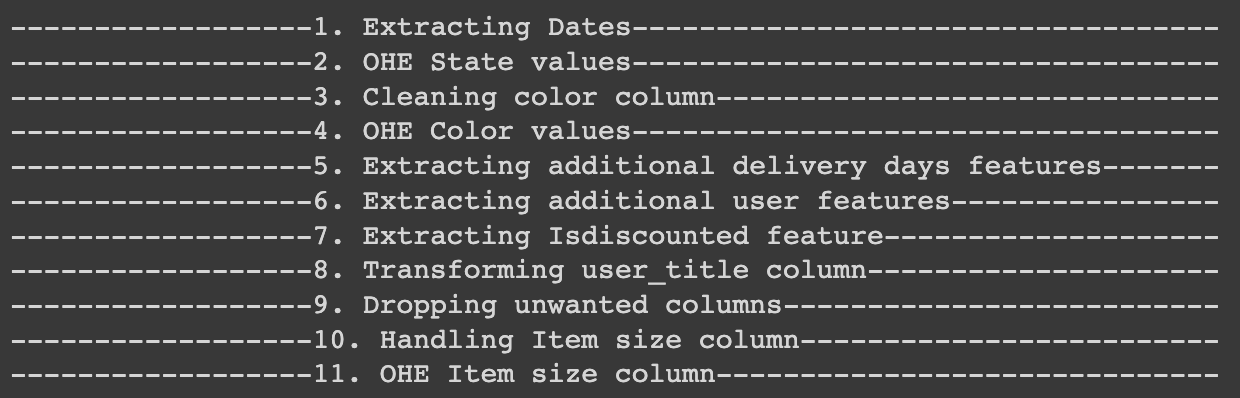 ------------------1. Extracting Dates-----------------------------------
------------------2. OHE State values-----------------------------------
------------------3. Cleaning color column------------------------------
------------------4. OHE Color values-----------------------------------
------------------5. Extracting additional delivery days features-------
------------------6. Extracting additional user features----------------
------------------7. Extracting Isdiscounted feature--------------------
------------------8. Transforming user_title column---------------------
------------------9. Dropping unwanted columns--------------------------
------------------10. Handling Item size column-------------------------
------------------11. OHE Item size column------------------------------